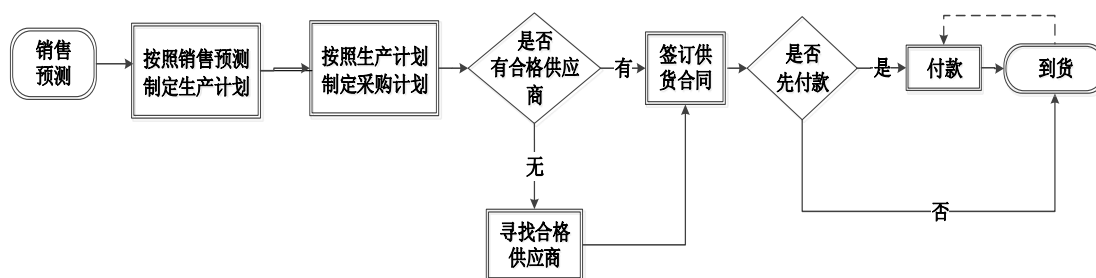 销售
预测
按照销售预测
制定生产计划
按照生产计划
制定采购计划
是否
有合格供应
商
有
签订供
货合同
是否
先付款
是
付款
到货
无
寻找合格
供应商
否